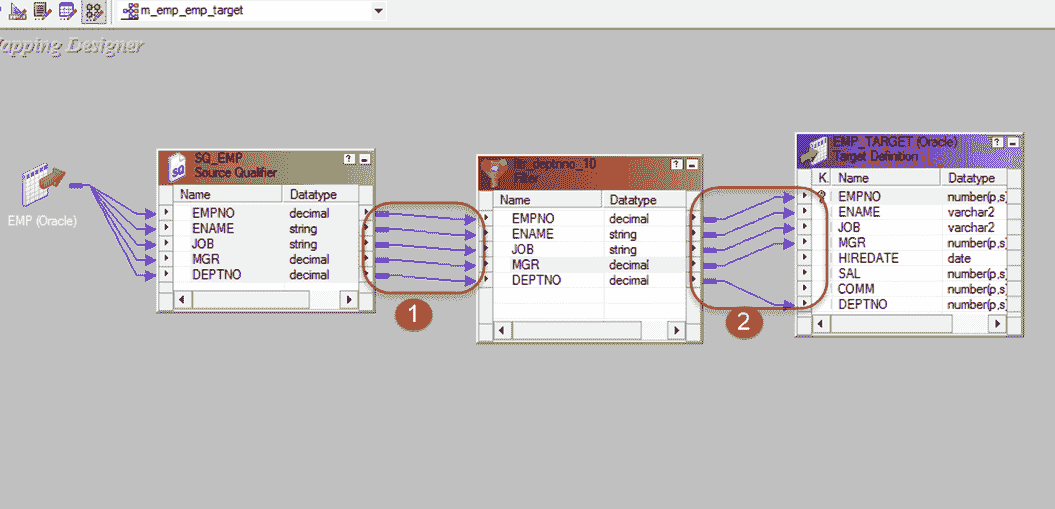 m_emp_emp_target
Mapping Designer
EMP (Oracle)
SQ_EMP
Source Qualifier
Name Datatype
EMPNO decimal
ENAME string
JOB string
MGR decimal
DEPTNO decimal
1
fltr_deptnno_10
Filter
Name Datatype
EMPNO decimal
ENAME string
JOB string
MGR decimal
DEPTNO decimal
2
EMP_TARGET (Oracle)
Target Definition
K. Name Datatype
EMPNO number(p,s)
ENAME varchar2
JOB varchar2
MGR number(p,s)
HIREDATE date
SAL number(p,s)
COMM number(p,s)
DEPTNO number(p,s)